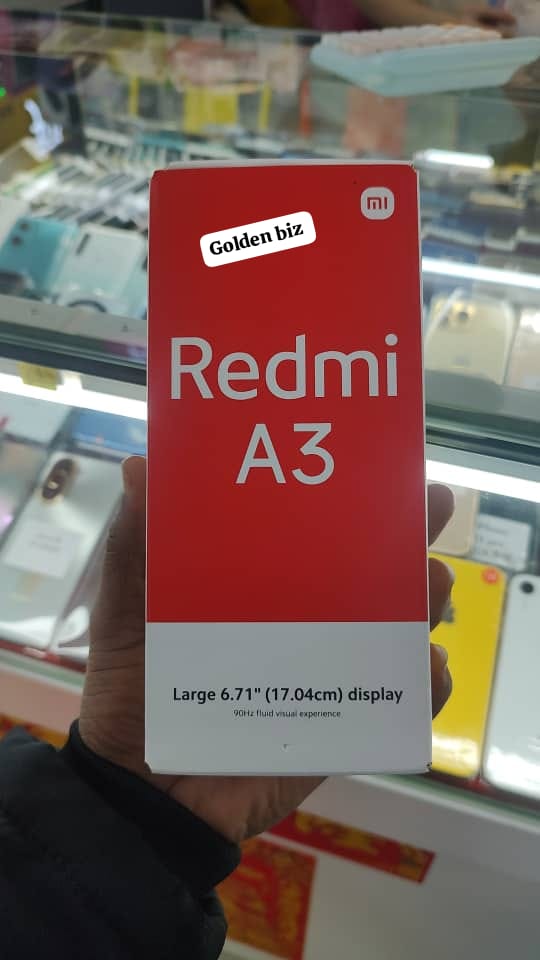 mi
Golden biz
Redmi
A3
Large 6.71" (17.04cm) display
90Hz fluid visual experience